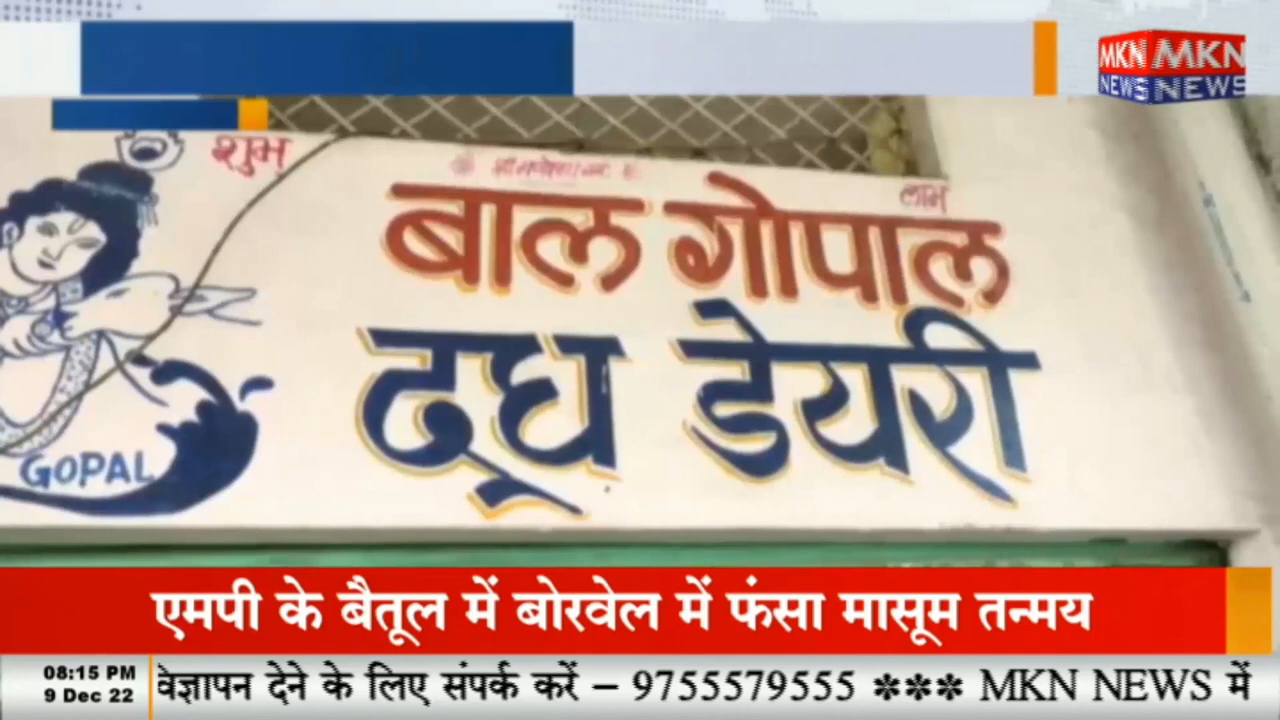 MKN MKN
NEWS NEWS
शुभ
लाभ
बाल गोपाल
दूध डेयरी
GOPAL
एमपी के बैतूल में बोरवेल में फंसा मासूम तन्मय
08:15 PM
9 Dec 22
वेज्ञापन देने के लिए संपर्क करें – 9755579555 *** MKN NEWS में